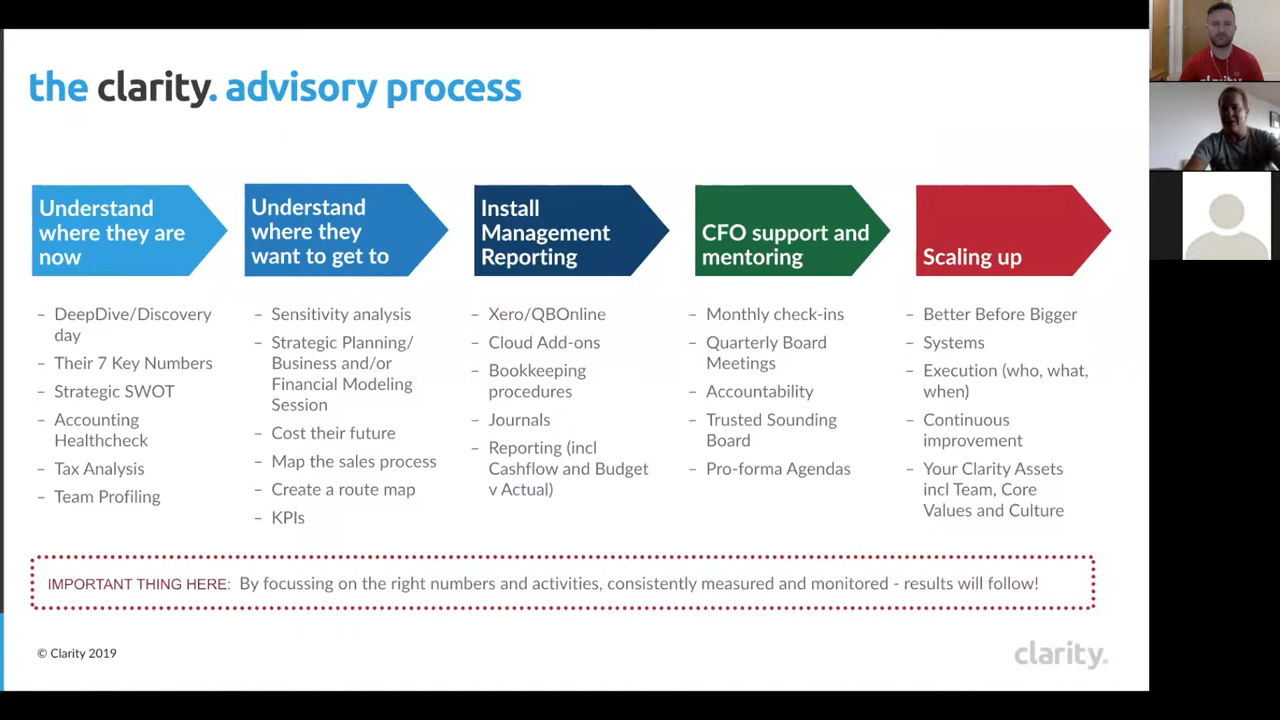 the clarity. advisory process
Understand
where they are
now
– DeepDive/Discovery
day
– Their 7 Key Numbers
– Strategic SWOT
– Accounting
Healthcheck
– Tax Analysis
– Team Profiling
Understand
where they
want to get to
– Sensitivity analysis
– Strategic Planning/
Business and/or
Financial Modeling
Session
– Cost their future
– Map the sales process
– Create a route map
– KPIs
Install
Management
Reporting
– Xero/QBOnline
– Cloud Add-ons
– Bookkeeping
procedures
– Journals
– Reporting (incl
Cashflow and Budget
v Actual)
CFO support and
mentoring
– Monthly check-ins
– Quarterly Board
Meetings
– Accountability
– Trusted Sounding
Board
– Pro-forma Agendas
Scaling up
– Better Before Bigger
– Systems
– Execution (who, what,
when)
– Continuous
improvement
– Your Clarity Assets
incl Team, Core
Values and Culture
IMPORTANT THING HERE: By focussing on the right numbers and activities, consistently measured and monitored - results will follow!
© Clarity 2019
clarity.
clarity